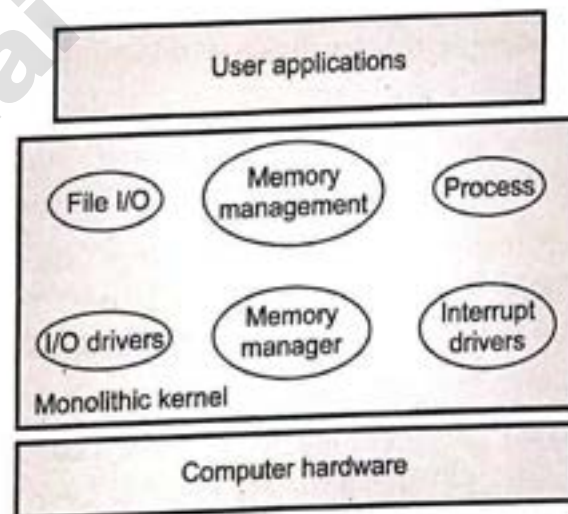 User applications
File I/O
Memory
management
Process
I/O drivers
Memory
manager
Interrupt
drivers
Monolithic kernel
Computer hardware